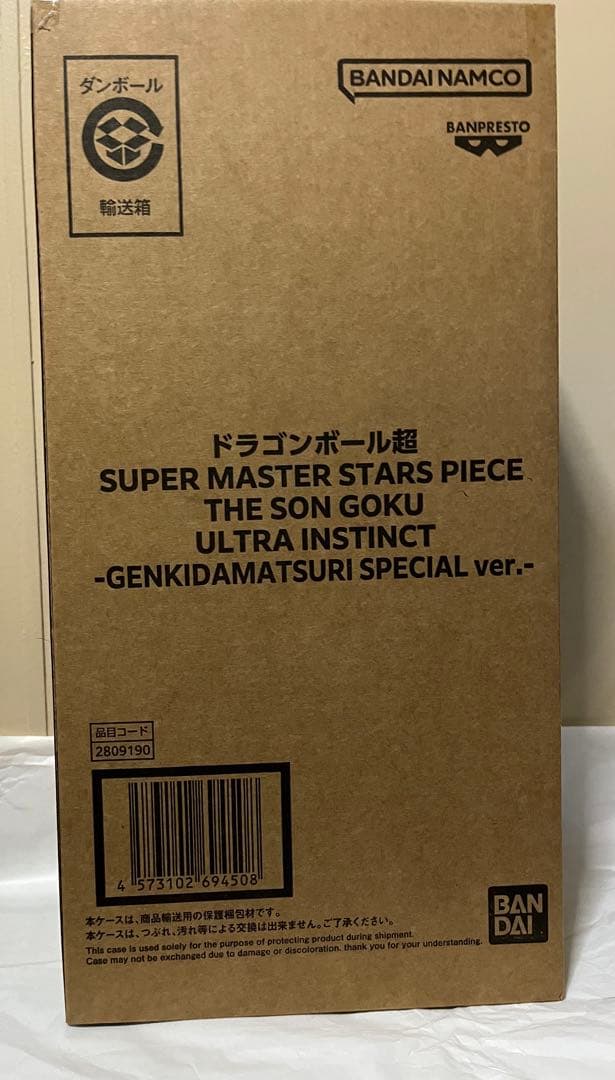 ダンボール
輸送箱
BANDAI NAMCO
BANPRESTO
ドラゴンボール超
SUPER MASTER STARS PIECE
THE SON GOKU
ULTRA INSTINCT
-GENKIDAMATSURI SPECIAL ver.-
品目コード
2809190
4 573102 694508
本ケースは、商品輸送用の保護梱包材です。
本ケースは、つぶれ、汚れ等による交換は出来ません。ご了承ください。
This case is used solely for the purpose of protecting product during shipment.
Case may not be exchanged due to damage or discoloration. thank you for your understanding.
BAN
DAI